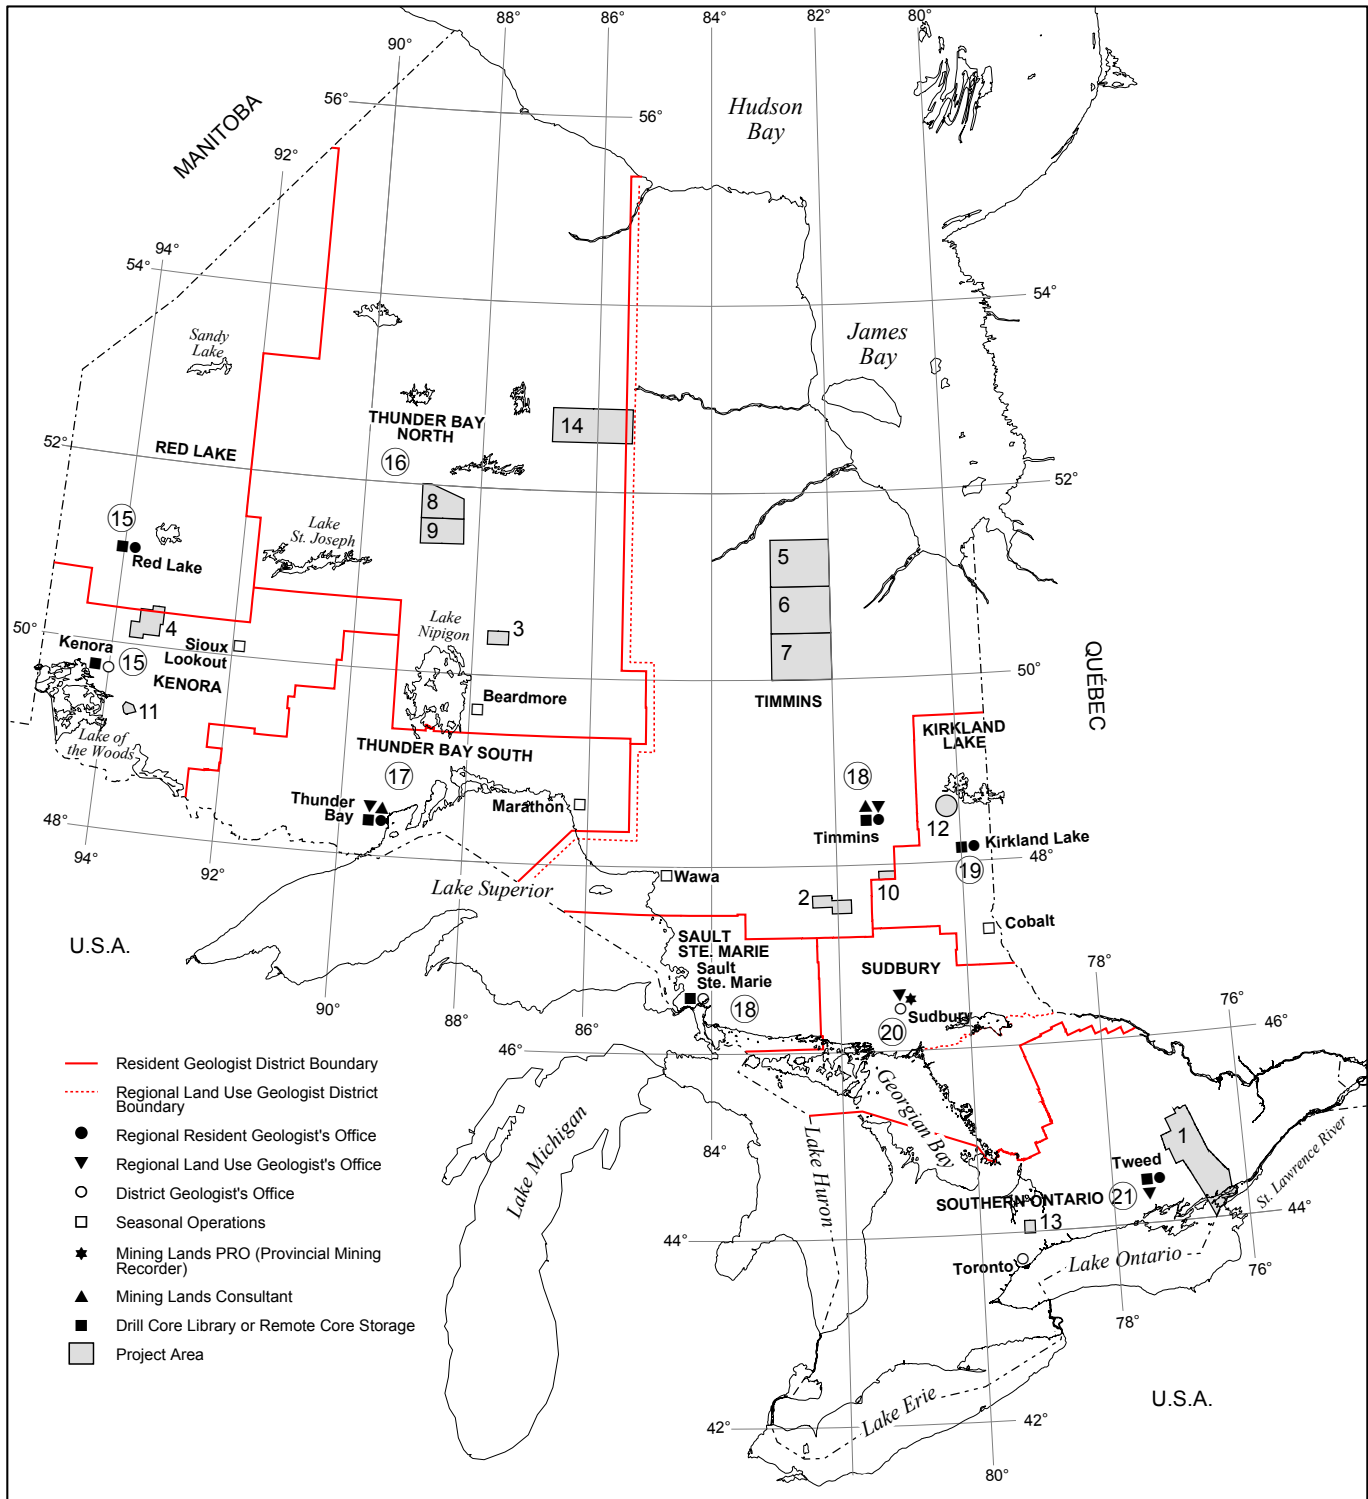 88°
86°
84°
82°
80°
90°
56°
56°
MANITOBA
Hudson
Bay
92°
94°
54°
54°
Sandy
Lake
James
Bay
THUNDER BAY
NORTH
14
52°
RED LAKE
16
52°
8
9
15
Lake
St. Joseph
Red Lake
5
6
7
50°
4
Lake
Nipigon
3
Kenora
15
Sioux
Lookout
KENORA
50°
QUÉBEC
11
Beardmore
TIMMINS
Lake of
the Woods
THUNDER BAY SOUTH
KIRKLAND
LAKE
17
18
Thunder
Bay
Marathon
Timmins
12
Kirkland Lake
48°
48°
94°
92°
Lake Superior
Wawa
2
10
19
Cobalt
U.S.A.
SAULT
STE. MARIE
Sault
Ste. Marie
SUDBURY
78°
90°
88°
86°
18
Sudbury
20
76°
46°
46°
Resident Geologist District Boundary
Regional Land Use Geologist District
Boundary
Regional Resident Geologist's Office
Regional Land Use Geologist's Office
District Geologist's Office
Seasonal Operations
Mining Lands PRO (Provincial Mining
Recorder)
Mining Lands Consultant
Drill Core Library or Remote Core Storage
Project Area
Lake Michigan
84°
Lake Huron
Georgian Bay
1
Tweed
St. Lawrence River
SOUTHERN ONTARIO
21
13
44°
44°
Toronto
Lake Ontario
76°
78°
U.S.A.
Lake Erie
42°
42°
80°